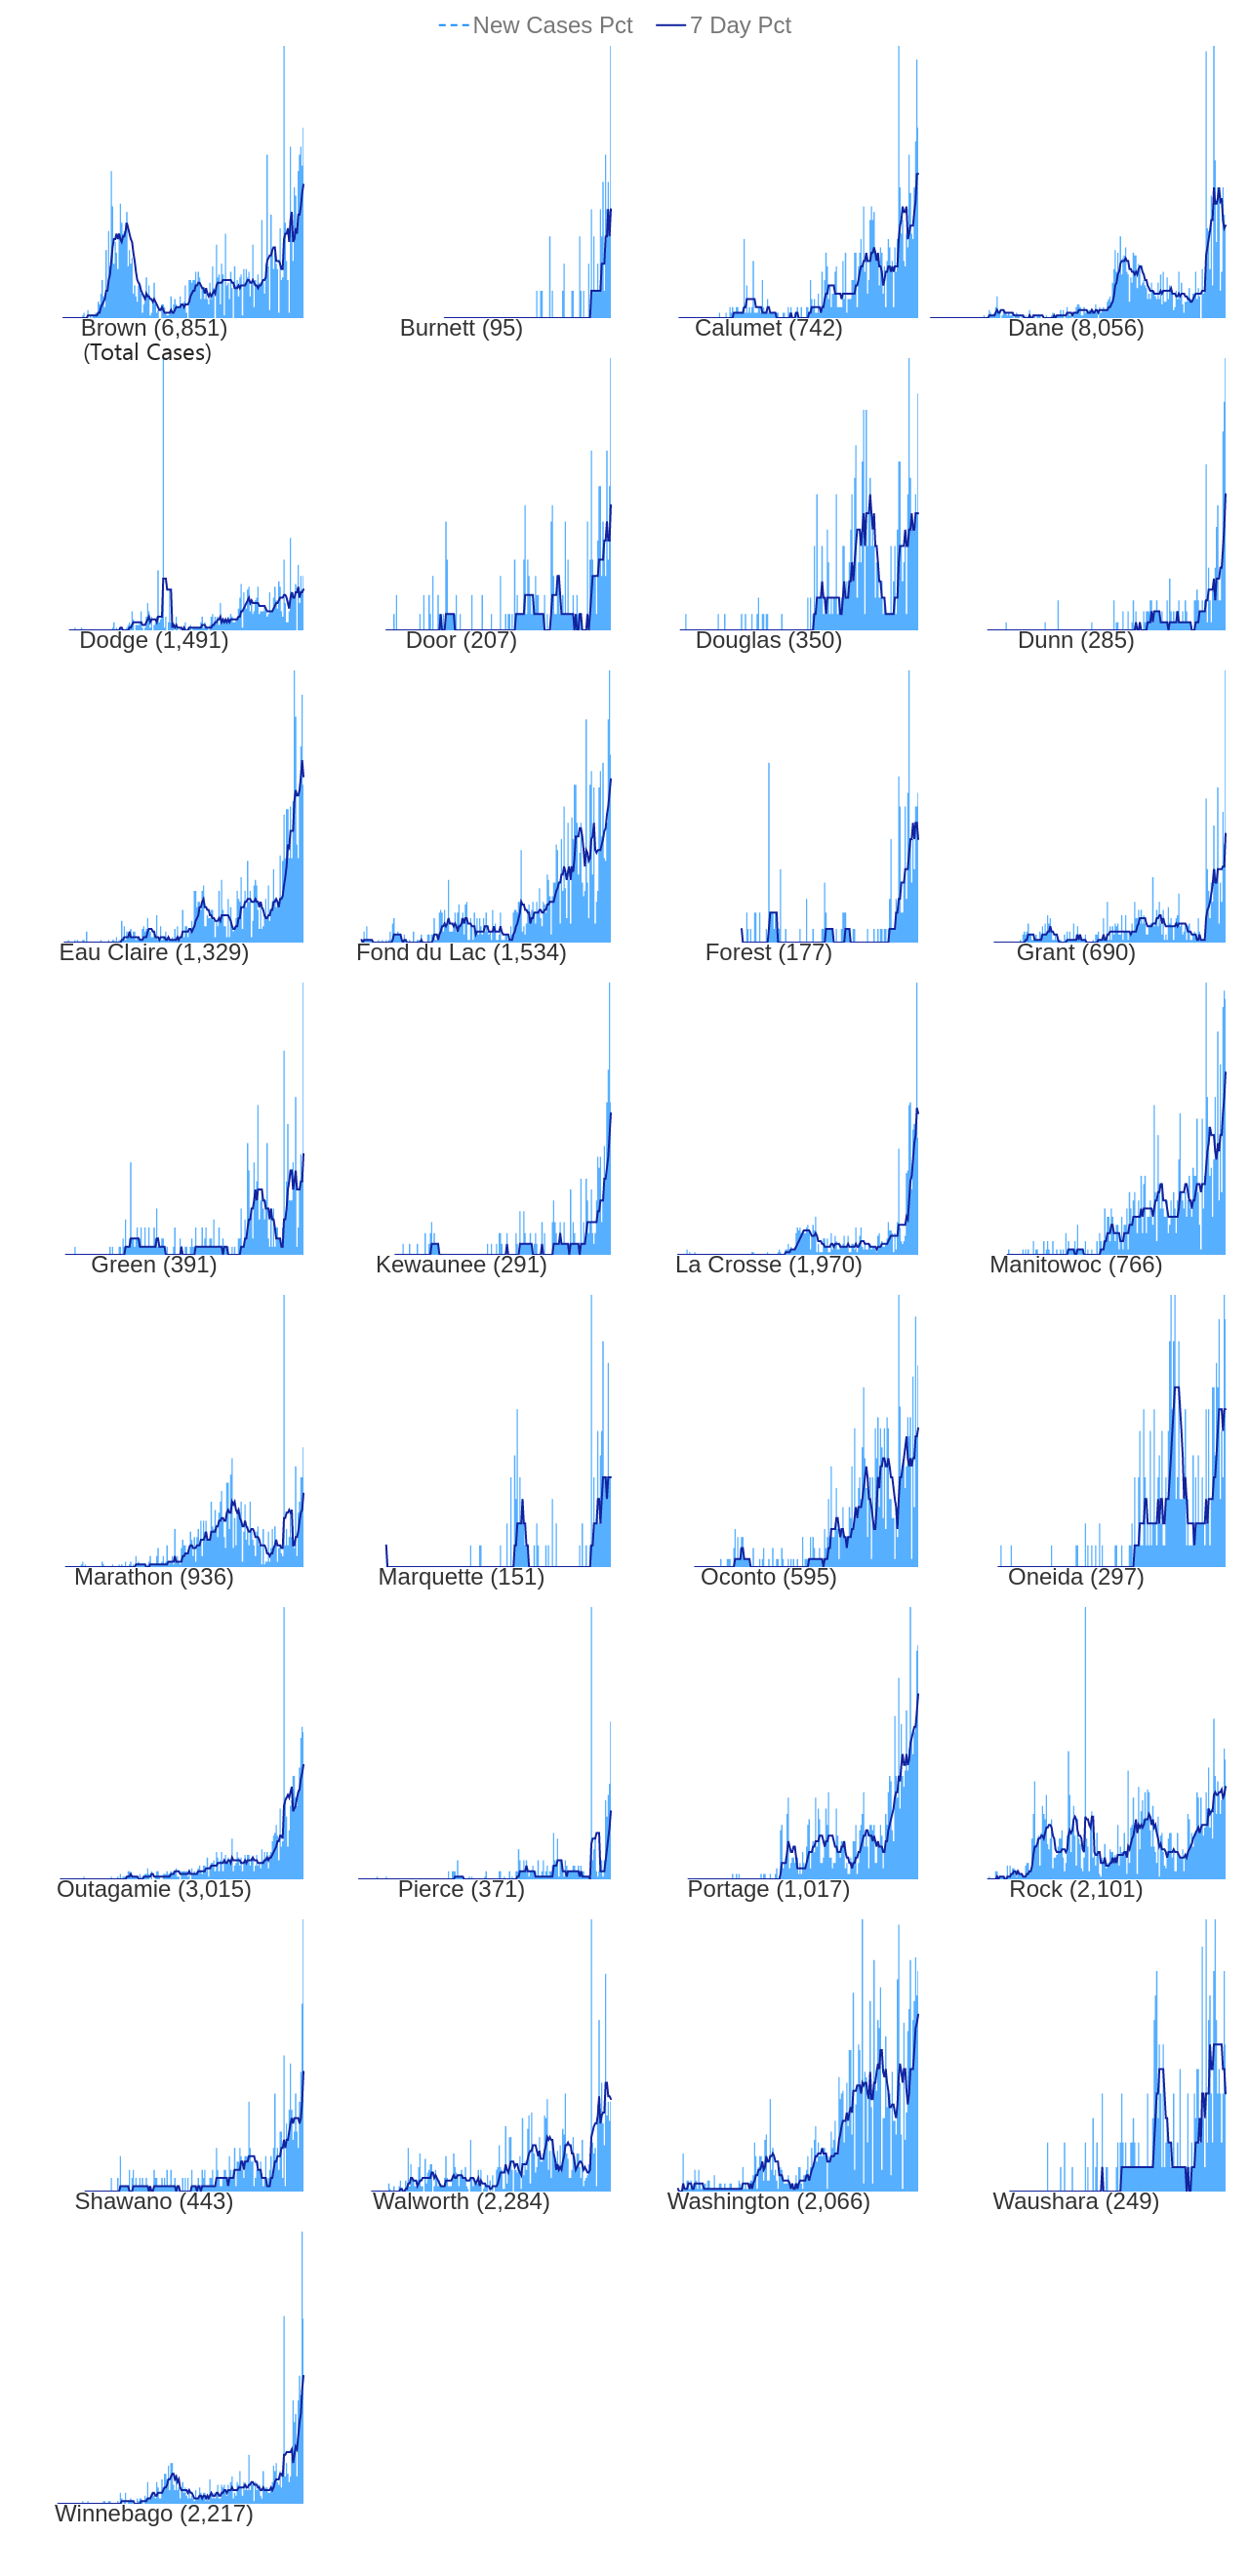 New Cases Pct 7 Day Pct
Brown (6,851) Burnett (95) Calumet (742) Dane (8,056)
(Total Cases)
Dodge (1,491) Door (207) Douglas (350) Dunn (285)
Eau Claire (1,329) Fond du Lac (1,534) Forest (177) Grant (690)
Green (391) Kewaunee (291) La Crosse (1,970) Manitowoc (766)
Marathon (936) Marquette (151) Oconto (595) Oneida (297)
Outagamie (3,015) Pierce (371) Portage (1,017) Rock (2,101)
Shawano (443) Walworth (2,284) Washington (2,066) Waushara (249)
Winnebago (2,217)